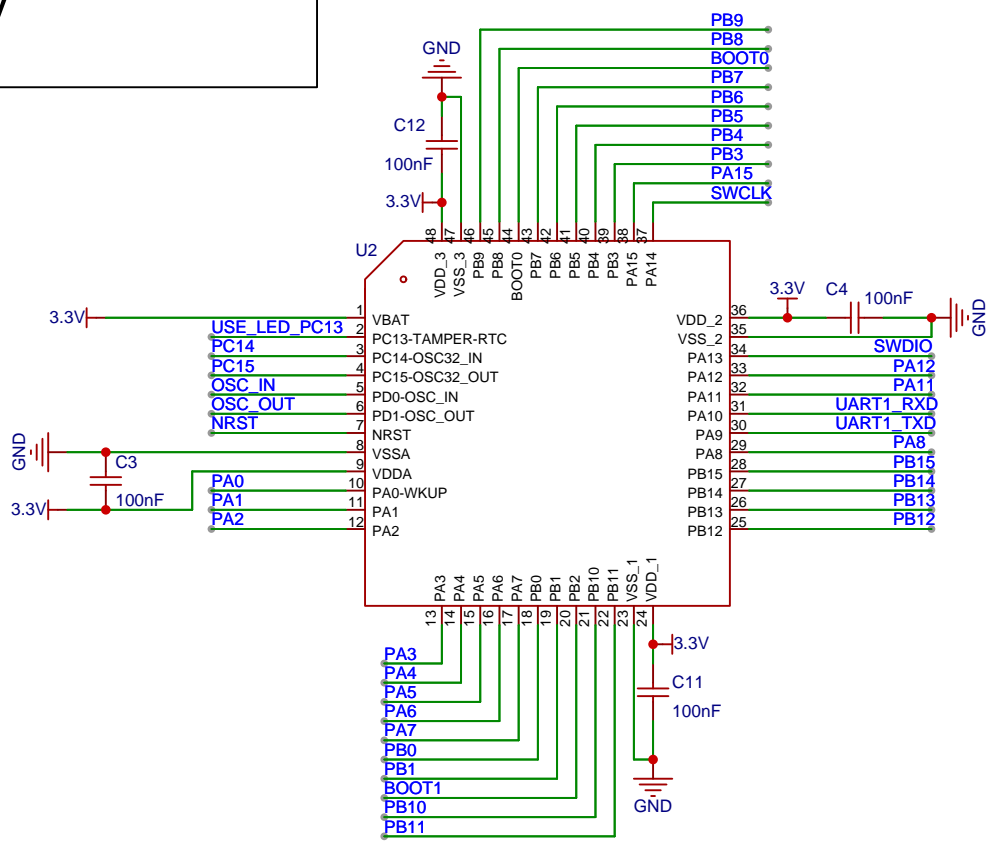 PB9
PB8
BOOT0
PB7
PB6
PB5
PB4
PB3
PA15
SWCLK
GND
C12
100nF
3.3V
U2
48 47 46 45 44 43 42 41 40 39 38 37
VDD_3 VSS_3 PB9 PB8 BOOT0 PB7 PB6 PB5 PB4 PB3 PA15 PA14
3.3V
1 VBAT
USE_LED_PC13 2 PC13-TAMPER-RTC
PC14 3 PC14-OSC32_IN
PC15 4 PC15-OSC32_OUT
OSC_IN 5 PD0-OSC_IN
OSC_OUT 6 PD1-OSC_OUT
NRST 7 NRST
GND 8 VSSA
C3
100nF
3.3V
9 VDDA
PA0 10 PA0-WKUP
PA1 11 PA1
PA2 12 PA2
3.3V C4 100nF GND
VDD_2 36
VSS_2 35
PA13 34 SWDIO
PA12 33 PA12
PA11 32 PA11
PA10 31 UART1_RXD
PA9 30 UART1_TXD
PA8 29 PA8
PB15 28 PB15
PB14 27 PB14
PB13 26 PB13
PB12 25 PB12
PA3 PA4 PA5 PA6 PA7 PB0 PB1 PB2 PB10 PB11 VSS_1 VDD_1
13 14 15 16 17 18 19 20 21 22 23 24
PA3
PA4
PA5
PA6
PA7
PB0
PB1
BOOT1
PB10
PB11
3.3V
C11
100nF
GND